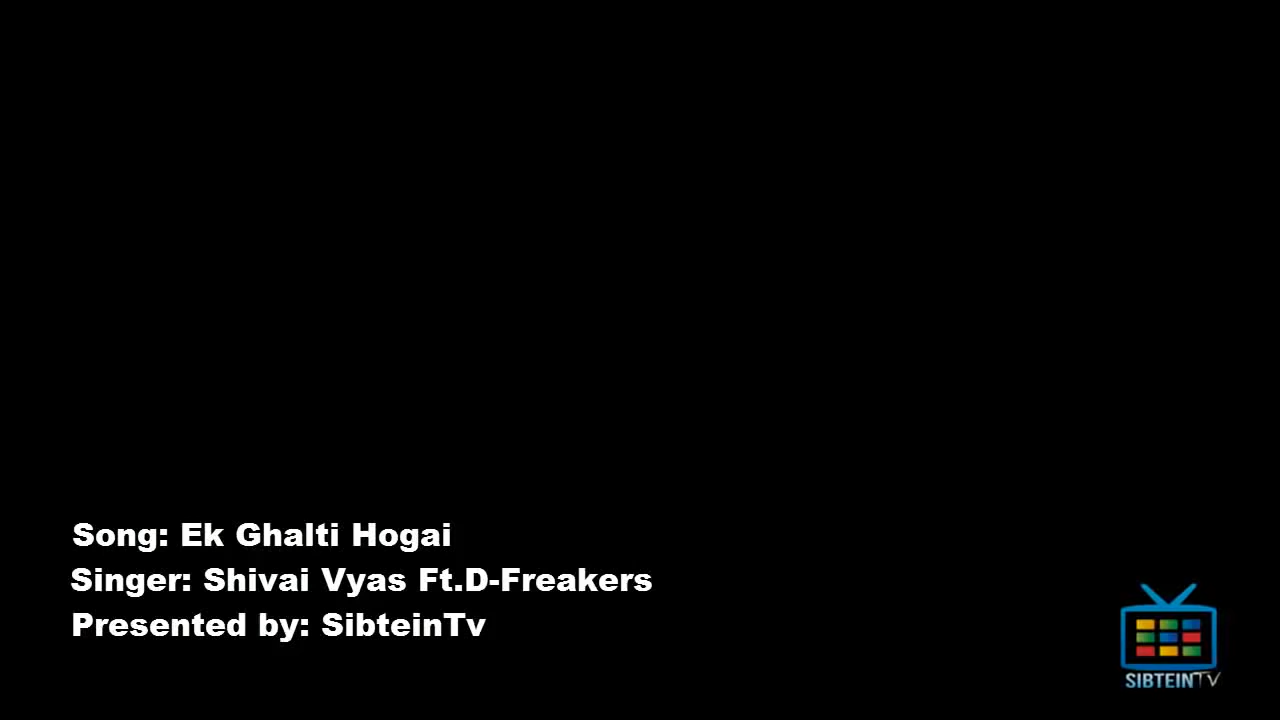 Song: Ek Ghalti Hogai
Singer: Shivai Vyas Ft.D-Freakers
Presented by: SibteinTv
SIBTEINTV